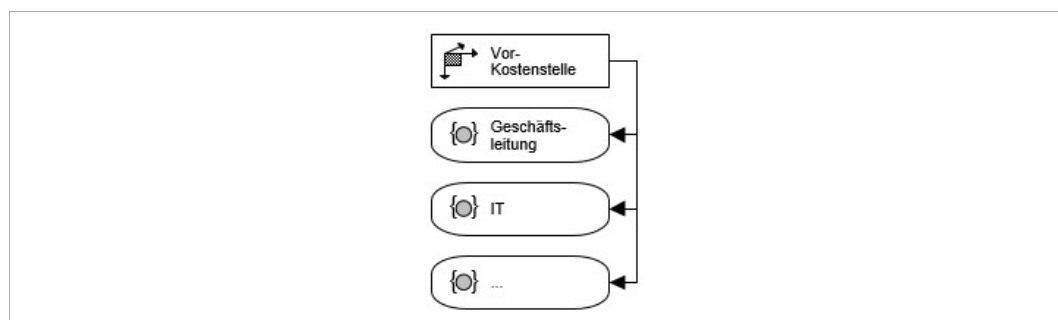 Vor-
Kostenstelle
Geschäfts-
leitung
IT
...